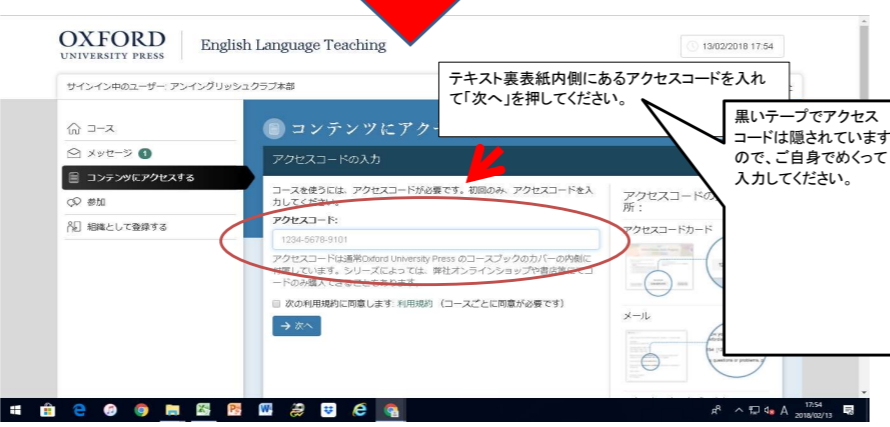 OXFORD
UNIVERSITY PRESS
English Language Teaching
13/02/2018 17:54
サインイン中のユーザー: アンイングリッシュクラブ本部
テキスト裏表紙内側にあるアクセスコードを入れ
て「次へ」を押してください。
黒いテープでアクセス
コードは隠されています
ので、ご自身でめくって
入力してください。
コース
メッセージ 1
コンテンツにアクセスする
参加
組織として登録する
コンテンツにアク
アクセスコードの入力
コースを使うには、アクセスコードが必要です。初回のみ、アクセスコードを入
力してください。
アクセスコード:
1234-5678-9101
アクセスコードは通常Oxford University Press のコースブックのカバーの内側に
付属しています。シリーズによっては、弊社オンラインショップや書店等にてコ
ードのみ購入できることもあります。
次の利用規約に同意します: 利用規約 （コースごとに同意が必要です）
→ 次へ
アクセスコードの
所：
アクセスコードカード
メール
17:54
2018/02/13